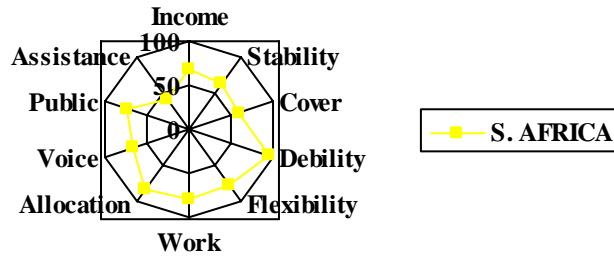 Income
100
Assistance
Stability
50
Public
Cover
0
S. AFRICA
Voice
Debility
Allocation
Flexibility
Work